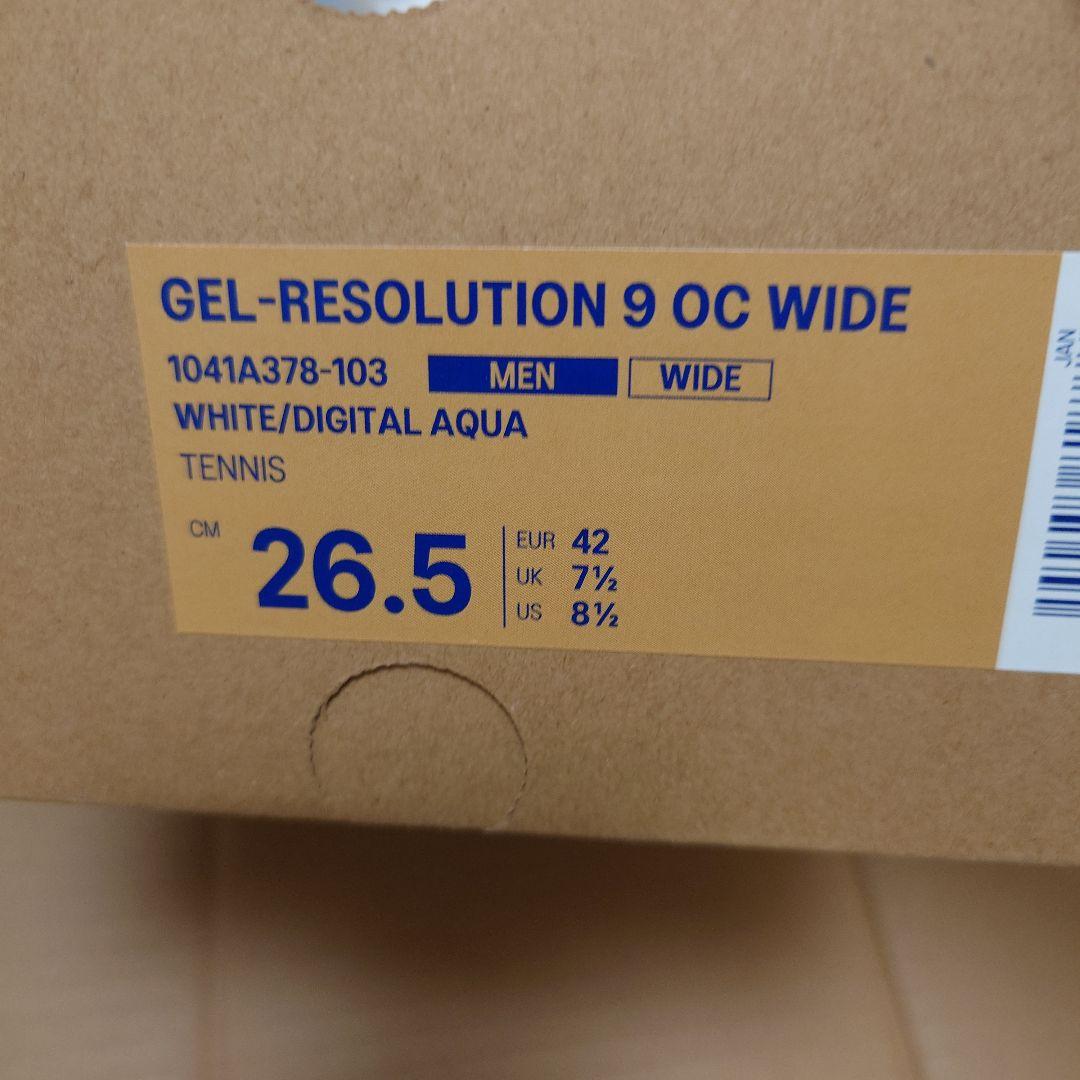 GEL-RESOLUTION 9 OC WIDE
1041A378-103 MEN WIDE
WHITE/DIGITAL AQUA
TENNIS
CM 26.5
EUR 42
UK 7½
US 8½
JAN